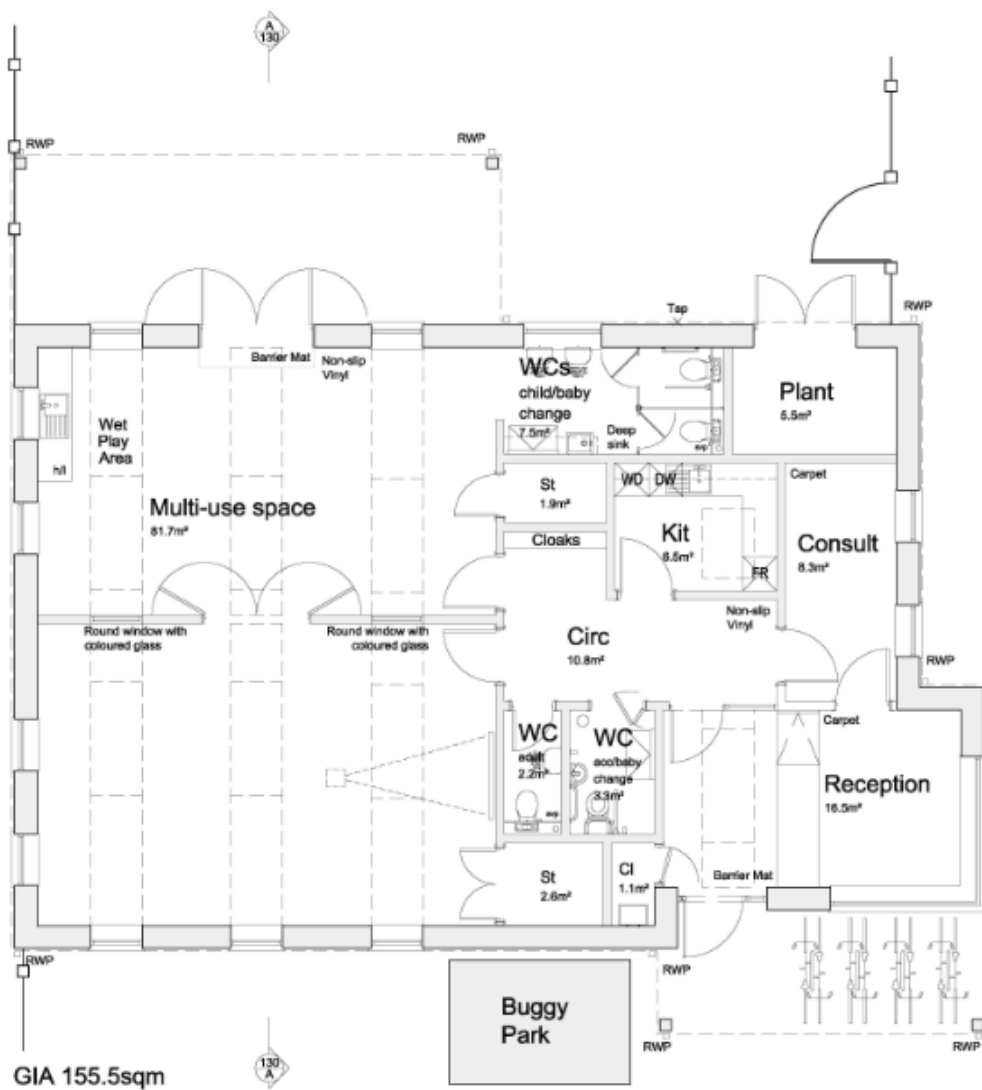 A
130
RWP
RWP
RWP
Tap
Barrier Mat
Non-slip
Vinyl
WCs
child/baby
change
7.5m²
Deep
sink
Plant
5.5m²
Wet
Play
Area
h/l
Carpet
St
1.9m²
WD
DW
Multi-use space
81.7m²
Kit
6.5m²
Consult
8.3m²
Cloaks
FR
Non-slip
Vinyl
Round window with
coloured glass
Round window with
coloured glass
Circ
10.8m²
RWP
WC
adult
2.2m²
WC
acc/baby
change
3.3m²
Carpet
Reception
16.5m²
St
2.6m²
Cl
1.1m²
Barrier Mat
RWP
RWP
Buggy
Park
RWP
RWP
130
A
GIA 155.5sqm